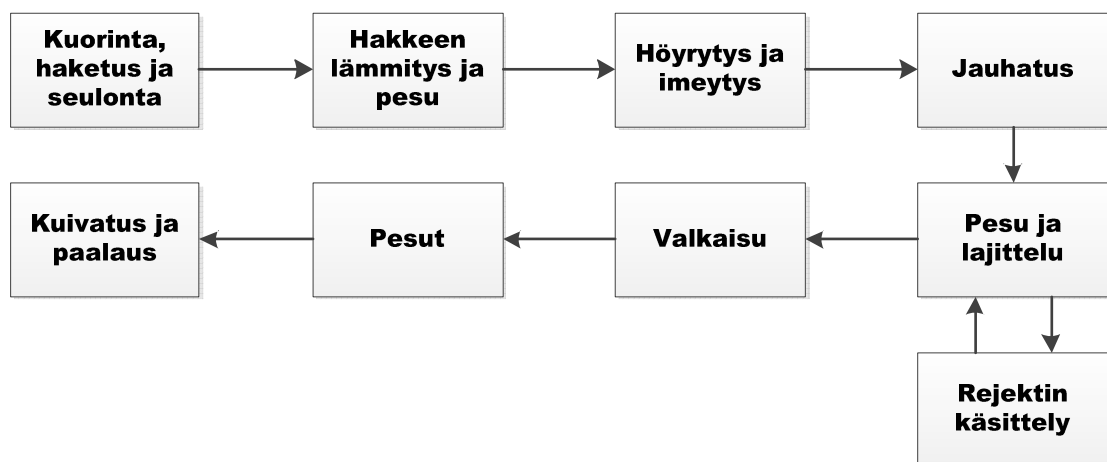 Kuorinta,
haketus ja
seulonta
Hakkeen
lämmitys ja
pesu
Höyrytys ja
imeytys
Jauhatus
Pesu ja
lajittelu
Rejektin
käsittely
Valkaisu
Pesut
Kuivatus ja
paalaus